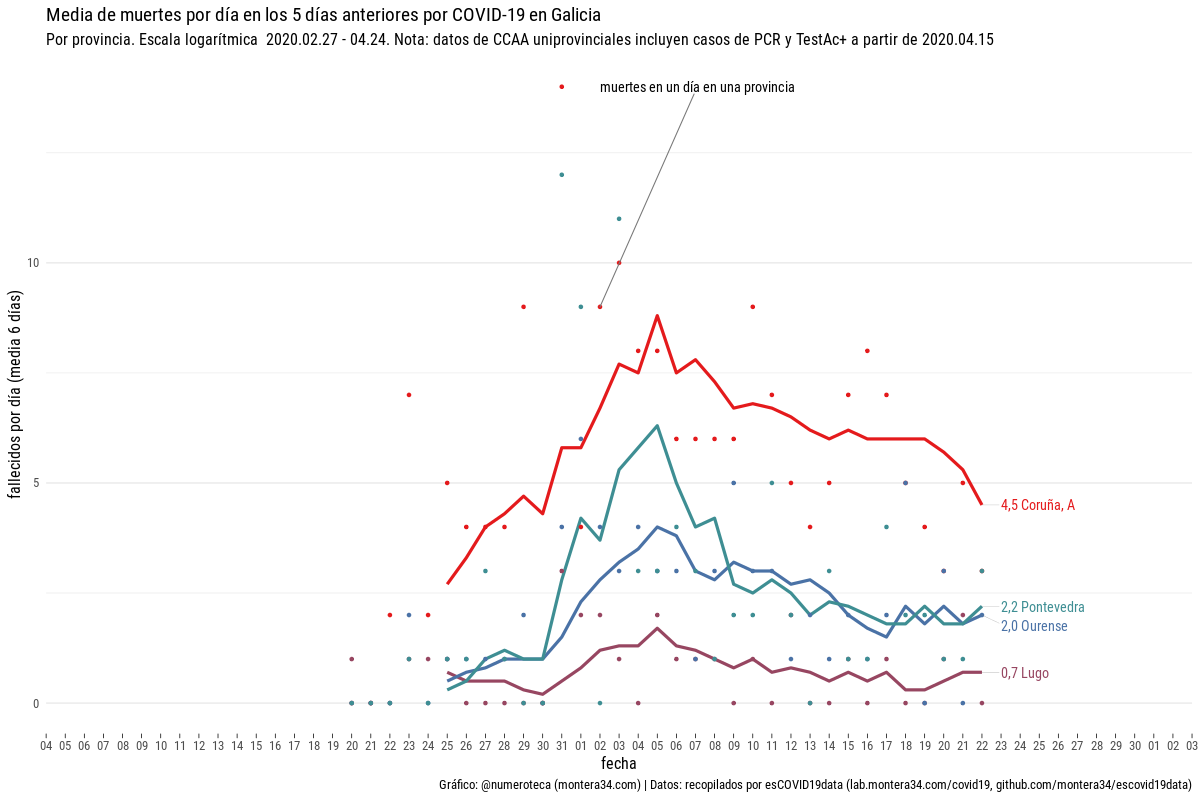 Media de muertes por día en los 5 días anteriores por COVID-19 en Galicia
Por provincia. Escala logarítmica  2020.02.27 - 04.24. Nota: datos de CCAA uniprovinciales incluyen casos de PCR y TestAc+ a partir de 2020.04.15
muertes en un día en una provincia
fallecidos por día (media 6 días)
10
5
0
4,5 Coruña, A
2,2 Pontevedra
2,0 Ourense
0,7 Lugo
04 05 06 07 08 09 10 11 12 13 14 15 16 17 18 19 20 21 22 23 24 25 26 27 28 29 30 31 01 02 03 04 05 06 07 08 09 10 11 12 13 14 15 16 17 18 19 20 21 22 23 24 25 26 27 28 29 30 01 02 03
fecha
Gráfico: @numeroteca (montera34.com) | Datos: recopilados por esCOVID19data (lab.montera34.com/covid19, github.com/montera34/escovid19data)